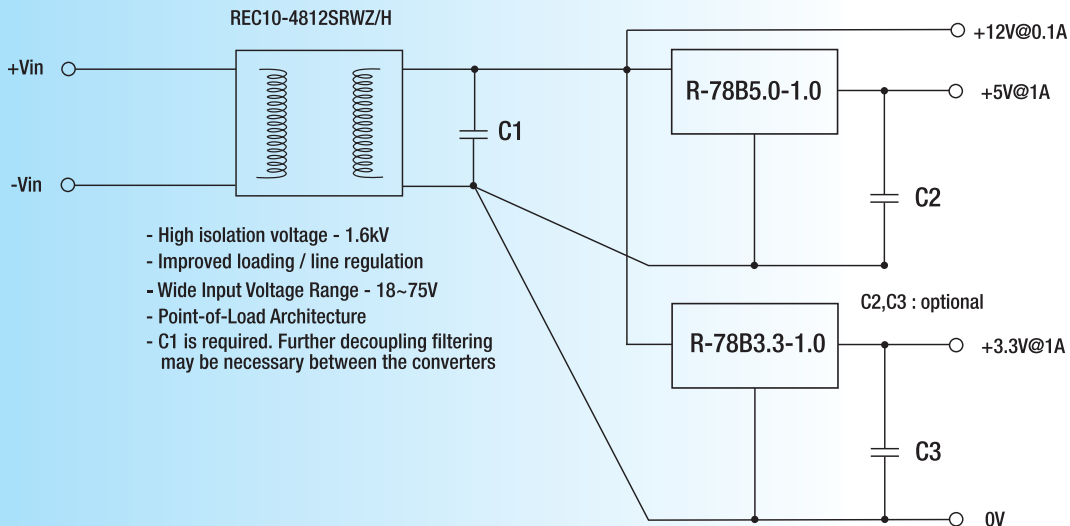 REC10-4812SRWZ/H
+12V@0.1A
+Vin
R-78B5.0-1.0
+5V@1A
C1
-Vin
C2
- High isolation voltage - 1.6kV
- Improved loading / line regulation
- Wide Input Voltage Range - 18~75V
- Point-of-Load Architecture
- C1 is required. Further decoupling filtering
may be necessary between the converters
C2,C3 : optional
R-78B3.3-1.0
+3.3V@1A
C3
0V